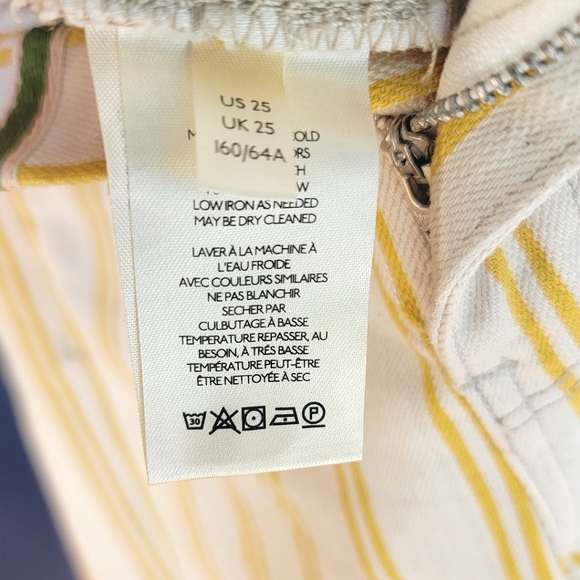 US 25
UK 25
160/64A
LOW IRON AS NEEDED
MAY BE DRY CLEANED
LAVER À LA MACHINE À
L'EAU FROIDE
AVEC COULEURS SIMILAIRES
NE PAS BLANCHIR
SECHER PAR
CULBUTAGE À BASSE
TEMPERATURE REPASSER, AU
BESOIN, À TRÉS BASSE
TEMPÉRATURE PEUT-ÊTRE
ÊTRE NETTOYÉE À SEC
30
P